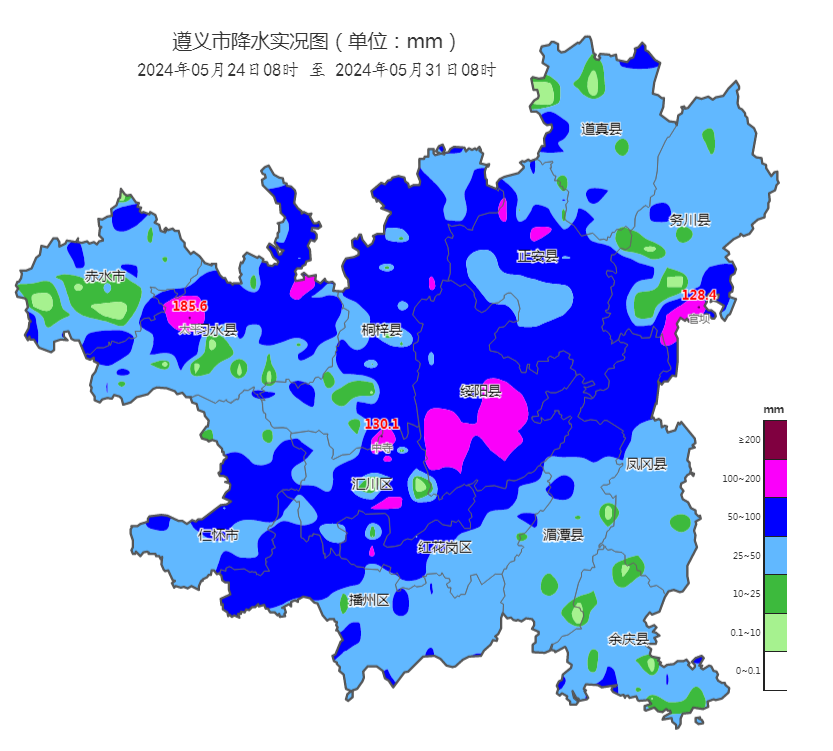 遵义市降水实况图（单位：mm）
2024年05月24日08时 至 2024年05月31日08时
道真县
务川县
正安县
赤水市
185.6
习水县
128.4
官坝
桐梓县
绥阳县
130.1
中寺
凤冈县
汇川区
仁怀市
红花岗区
湄潭县
播州区
余庆县
mm
≥200
100~200
50~100
25~50
10~25
0.1~10
0~0.1